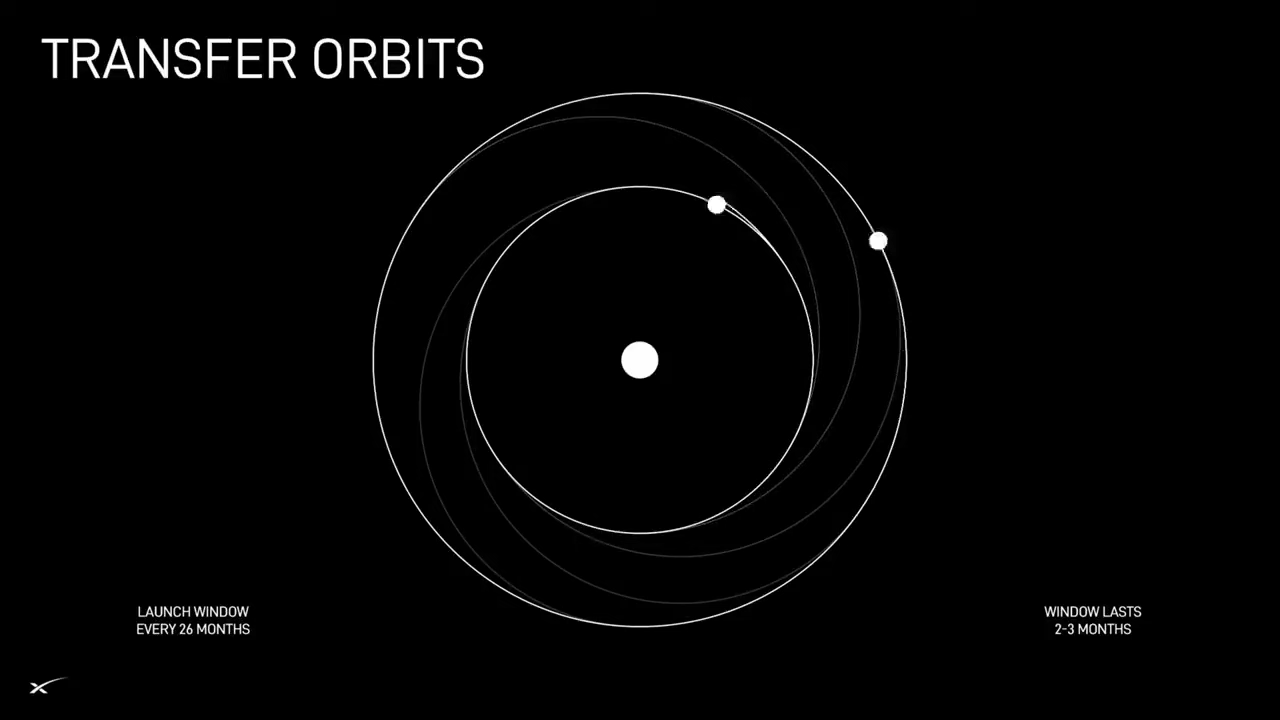 TRANSFER ORBITS
LAUNCH WINDOW
EVERY 26 MONTHS
WINDOW LASTS
2-3 MONTHS